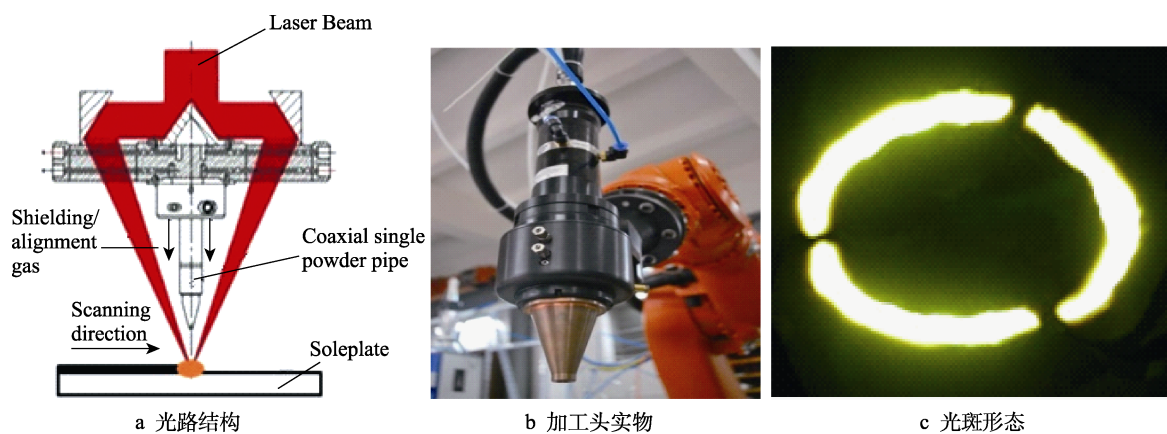 Laser Beam
Shielding/
alignment
gas
Coaxial single
powder pipe
Scanning
direction
Soleplate
a 光路结构
b 加工头实物
c 光斑形态